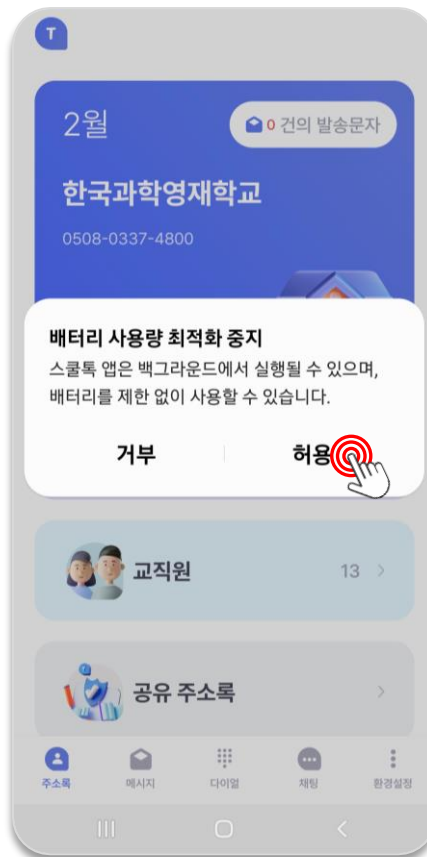 T
2월
0 건의 발송문자
한국과학영재학교
0508-0337-4800
배터리 사용량 최적화 중지
스쿨톡 앱은 백그라운드에서 실행될 수 있으며,
배터리를 제한 없이 사용할 수 있습니다.
거부 허용
교직원 13
공유 주소록
주소록 메시지 다이얼 채팅 환경설정